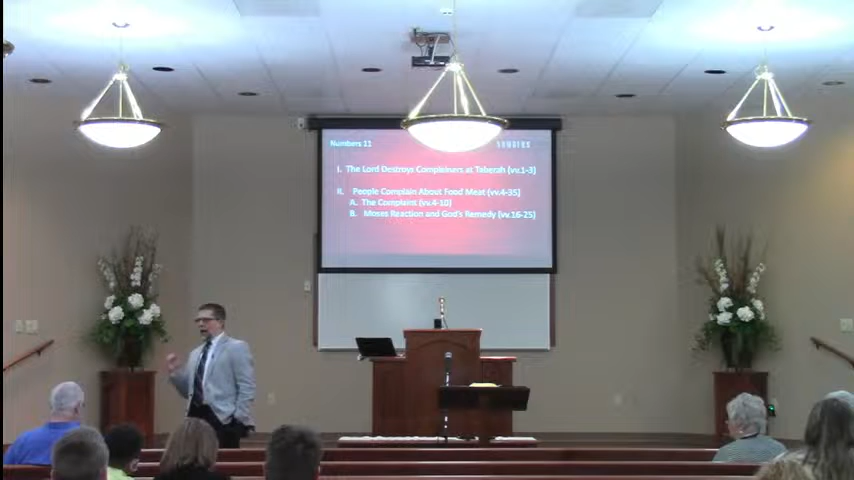 Numbers 11
NUMBERS
I. The Lord Destroys Complainers at Taberah (vv.1-3)
II. People Complain About Food Meat (vv.4-35)
A. The Complaint (vv.4-10)
B. Moses Reaction and God's Remedy (vv.16-25)